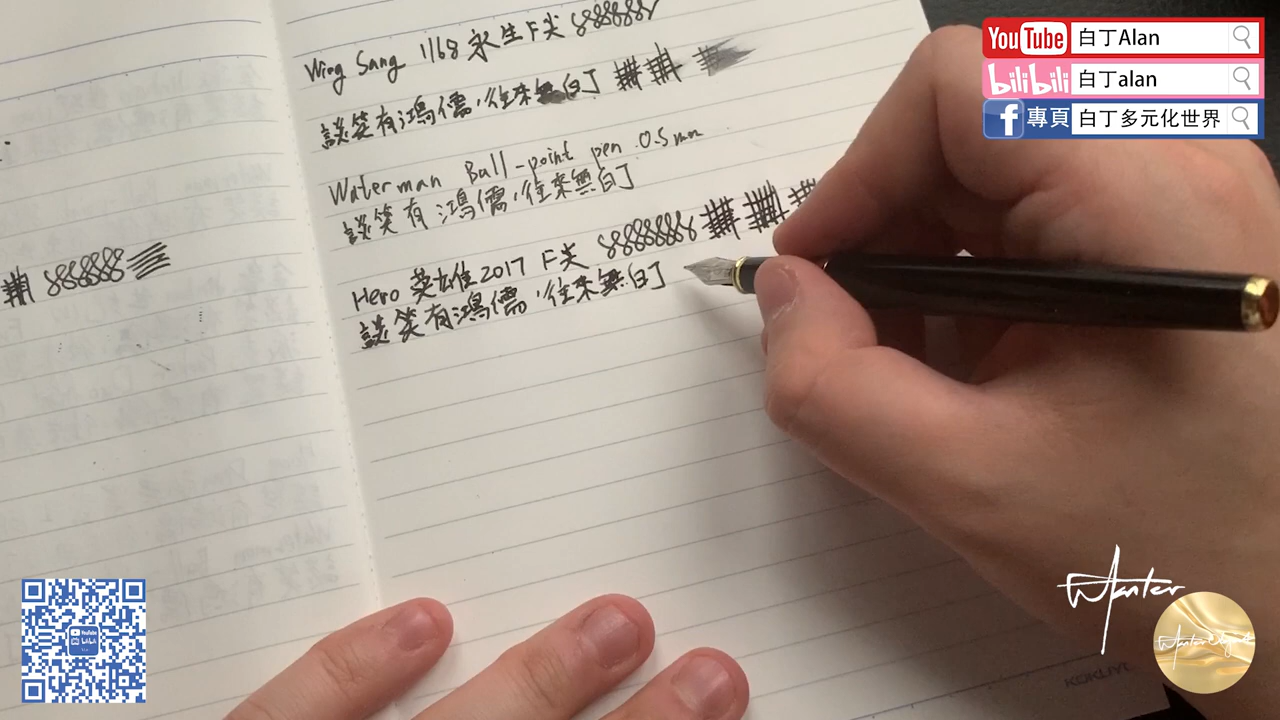 Wing Sang 1168 永生 F尖
談笑有鴻儒，往來無白丁
Waterman Ball-point pen 0.5mm
談笑有鴻儒，往來無白丁
Hero 英雄 2017 F尖
談笑有鴻儒，往來無白丁
YouTube 白丁Alan
bilibili 白丁alan
f 專頁 白丁多元化世界
KOKUYO